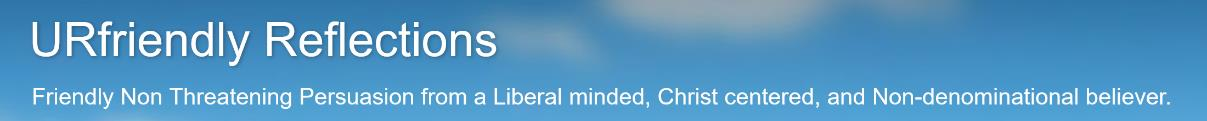 URfriendly Reflections
Friendly Non Threatening Persuasion from a Liberal minded, Christ centered, and Non-denominational believer.